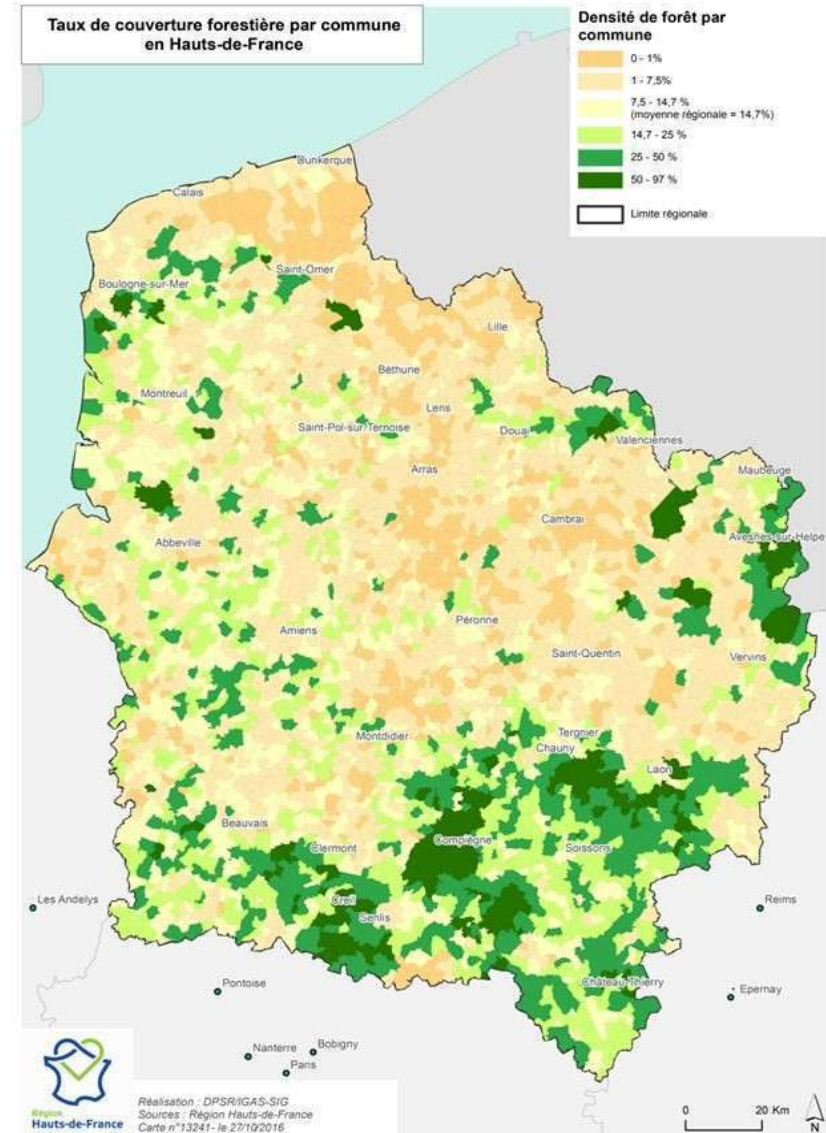 Taux de couverture forestière par commune
en Hauts-de-France
Densité de forêt par
commune
0 - 1%
1 - 7,5%
7,5 - 14,7 %
(moyenne régionale = 14,7%)
14,7 - 25 %
25 - 50 %
50 - 97 %
Limite régionale
Dunkerque
Calais
Saint-Omer
Boulogne-sur-Mer
Lille
Béthune
Montreuil
Lens
Saint-Pol-sur-Ternoise
Douai
Valenciennes
Arras
Maubeuge
Cambrai
Avesnes-sur-Helpe
Abbeville
Péronne
Amiens
Saint-Quentin
Vervins
Montdidier
Tergnier
Chauny
Laon
Beauvais
Clermont
Compiègne
Soissons
Les Andelys
Creil
Senlis
Reims
Château-Thierry
Pontoise
Epernay
Nanterre
Bobigny
Paris
Région
Hauts-de-France
Réalisation : DPSR/IGAS-SIG
Sources : Région Hauts-de-France
Carte n°13241- le 27/09/2016
0 20 Km
N